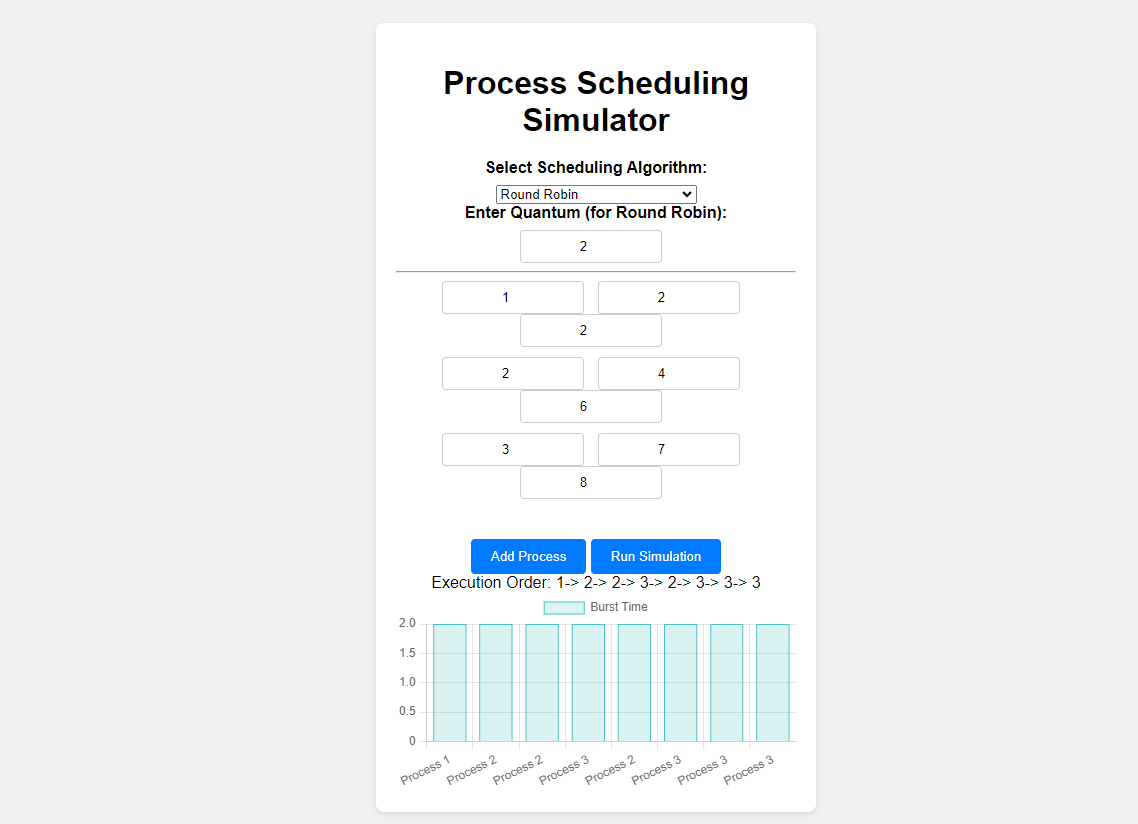 Process Scheduling
Simulator
Select Scheduling Algorithm:
Round Robin
Enter Quantum (for Round Robin):
2
1 2
2
2 4
6
3 7
8
Add Process Run Simulation
Execution Order: 1-> 2-> 2-> 3-> 2-> 3-> 3-> 3
Burst Time
2.0
1.5
1.0
0.5
0
Process 1 Process 2 Process 2 Process 3 Process 2 Process 3 Process 3 Process 3